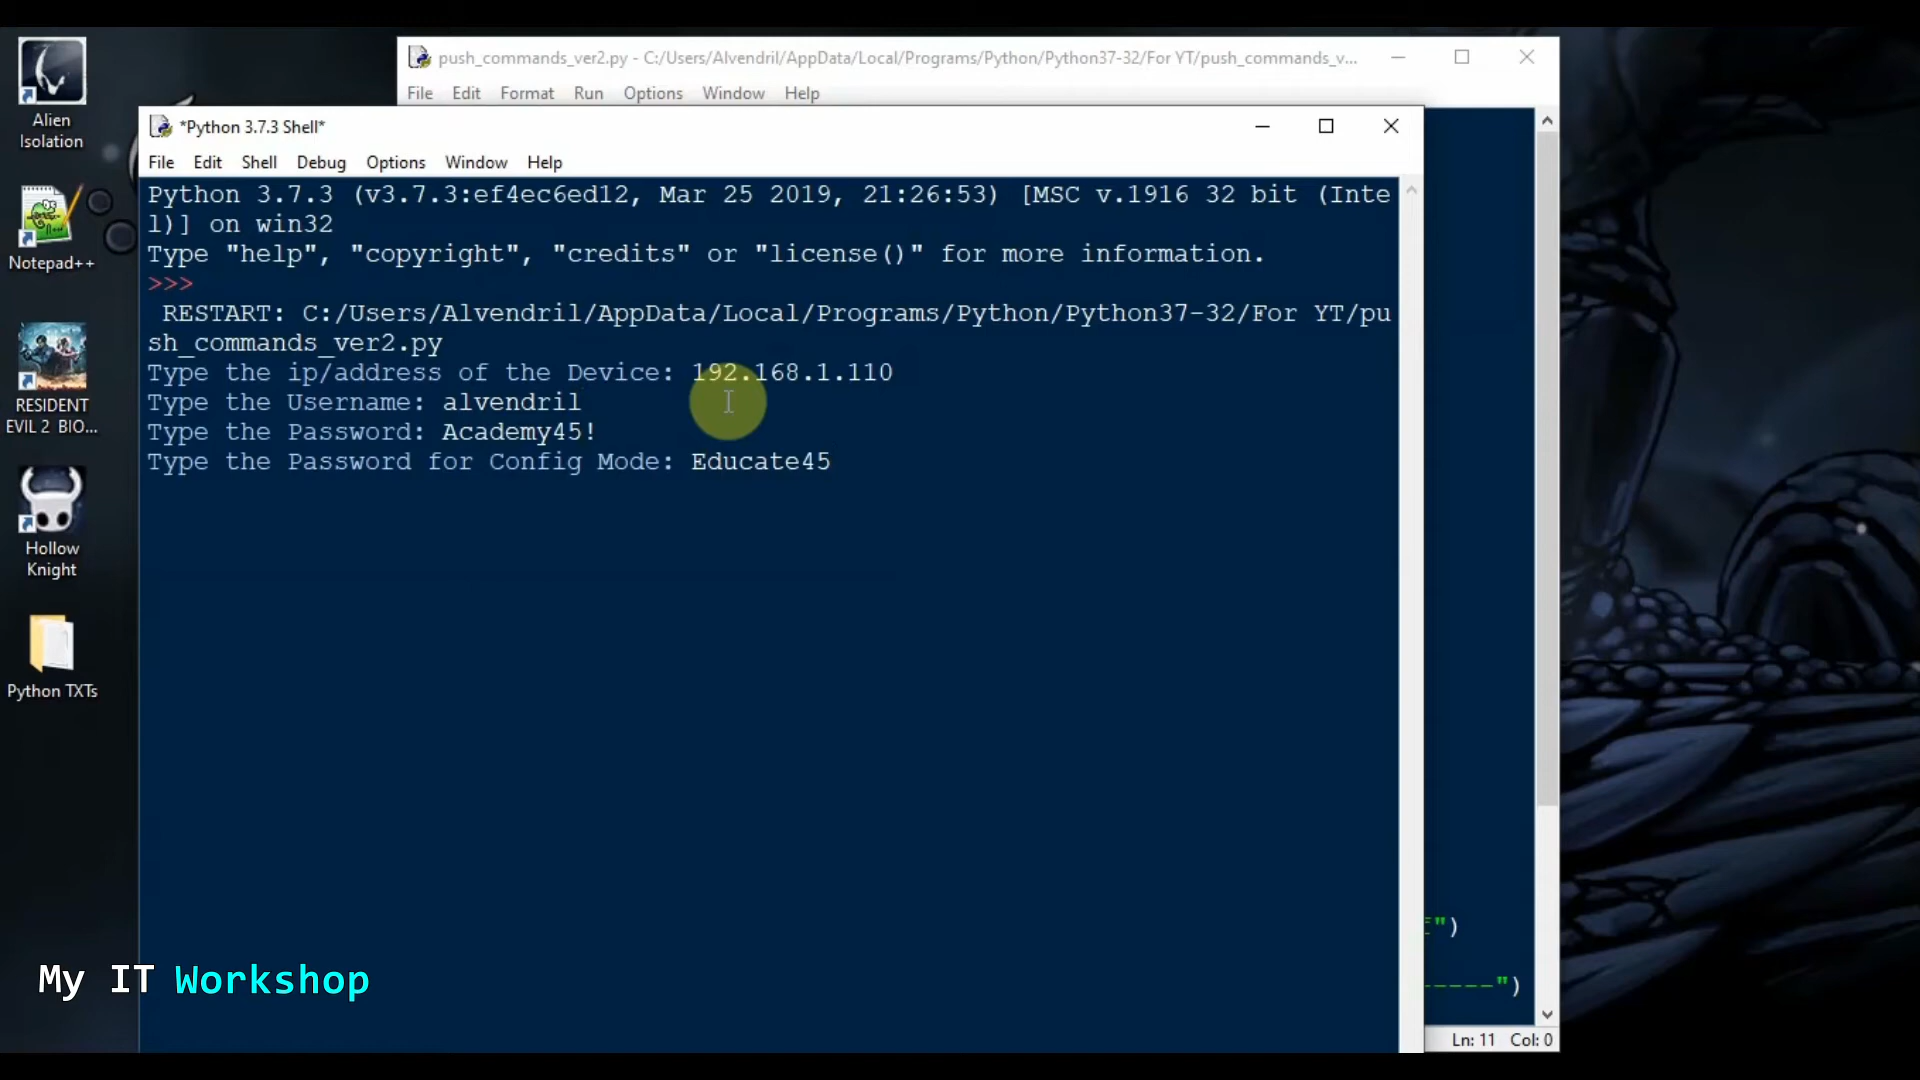 push_commands_ver2.py - C:/Users/Alvendril/AppData/Local/Programs/Python/Python37-32/For YT/push_commands_v...
File Edit Format Run Options Window Help
*Python 3.7.3 Shell*
File Edit Shell Debug Options Window Help
Python 3.7.3 (v3.7.3:ef4ec6ed12, Mar 25 2019, 21:26:53) [MSC v.1916 32 bit (Inte
l)] on win32
Type "help", "copyright", "credits" or "license()" for more information.
>>>
RESTART: C:/Users/Alvendril/AppData/Local/Programs/Python/Python37-32/For YT/pu
sh_commands_ver2.py
Type the ip/address of the Device: 192.168.1.110
Type the Username: alvendril
Type the Password: Academy45!
Type the Password for Config Mode: Educate45
Alien
Isolation
Notepad++
RESIDENT
EVIL 2 BIO...
Hollow
Knight
Python TXTs
")
-----")
Ln: 11 Col: 0
My IT Workshop